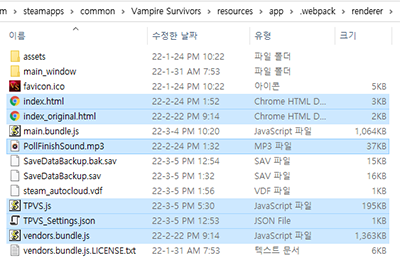 m > steamapps > common > Vampire Survivors > resources > app > .webpack > renderer
이름 수정한 날짜 유형 크기
assets 22-1-24 PM 10:22 파일 폴더
main_window 22-1-31 AM 7:53 파일 폴더
favicon.ico 22-1-24 PM 10:22 아이콘 5KB
index.html 22-2-24 PM 1:52 Chrome HTML D... 3KB
index_original.html 22-2-22 PM 9:14 Chrome HTML D... 2KB
main.bundle.js 22-3-4 PM 10:20 JavaScript 파일 1,064KB
PollFinishSound.mp3 22-2-24 PM 1:32 MP3 파일 37KB
SaveDataBackup.bak.sav 22-3-5 PM 12:54 SAV 파일 15KB
SaveDataBackup.sav 22-3-5 PM 1:32 SAV 파일 16KB
steam_autocloud.vdf 22-3-5 PM 1:56 VDF 파일 1KB
TPVS.js 22-3-5 PM 5:30 JavaScript 파일 195KB
TPVS_Settings.json 22-3-5 PM 12:53 JSON File 1KB
vendors.bundle.js 22-2-22 PM 9:14 JavaScript 파일 1,363KB
vendors.bundle.js.LICENSE.txt 22-1-31 AM 7:53 텍스트 문서 6KB